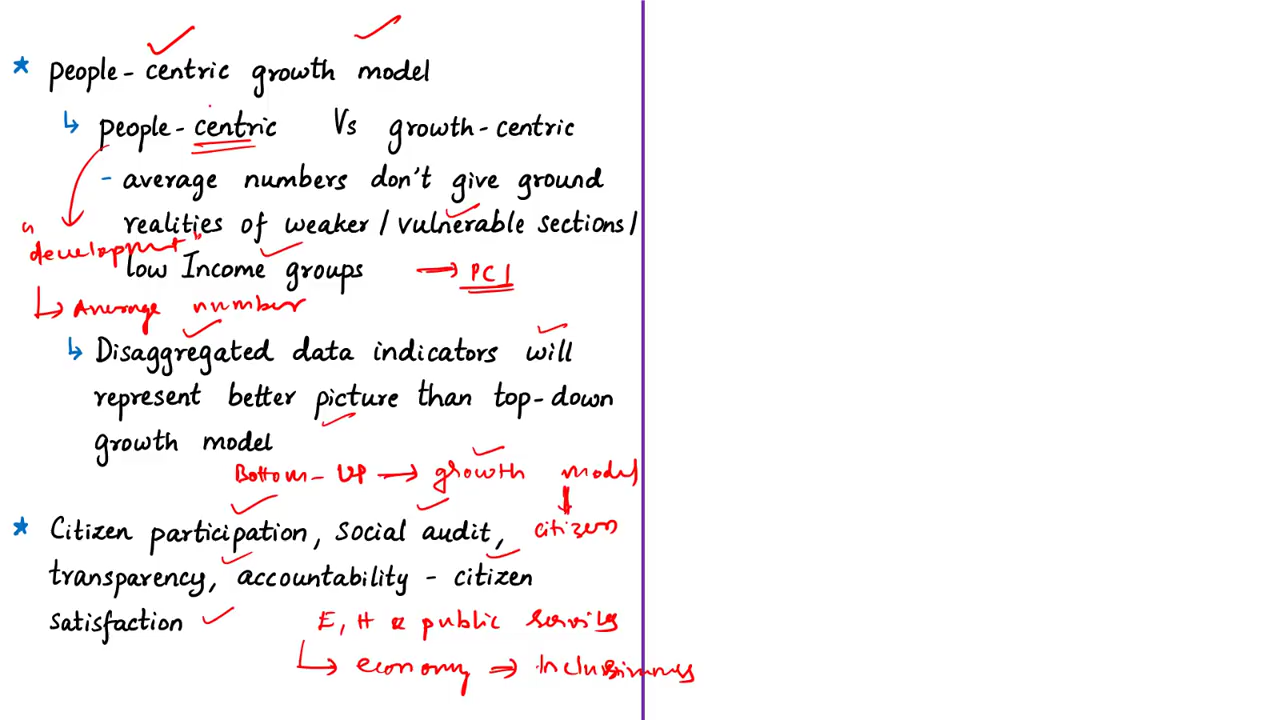 * people-centric growth model
↳ people-centric Vs growth-centric
- average numbers don't give ground
realities of weaker / vulnerable sections /
"development"
low Income groups → PCI
↳ Average number
↳ Disaggregated data indicators will
represent better picture than top-down
growth model
Bottom-UP → growth model
* Citizen participation, social audit, citizens
transparency, accountability - citizen
satisfaction
E, H & public services
↳ economy ⇒ Inclusiveness